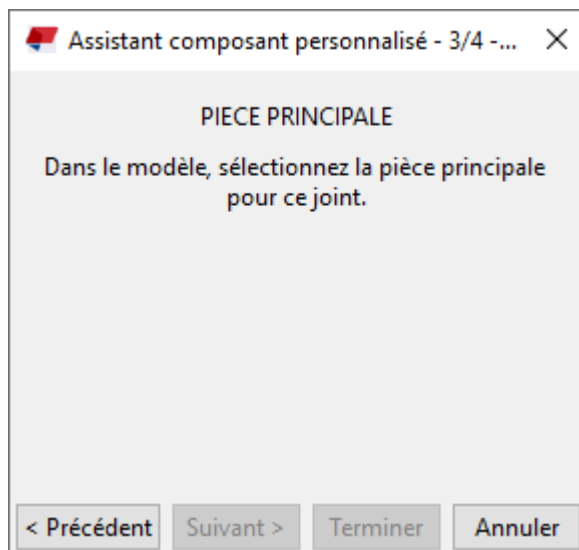 Assistant composant personnalisé - 3/4 -...
PIECE PRINCIPALE
Dans le modèle, sélectionnez la pièce principale
pour ce joint.
< Précédent Suivant > Terminer Annuler